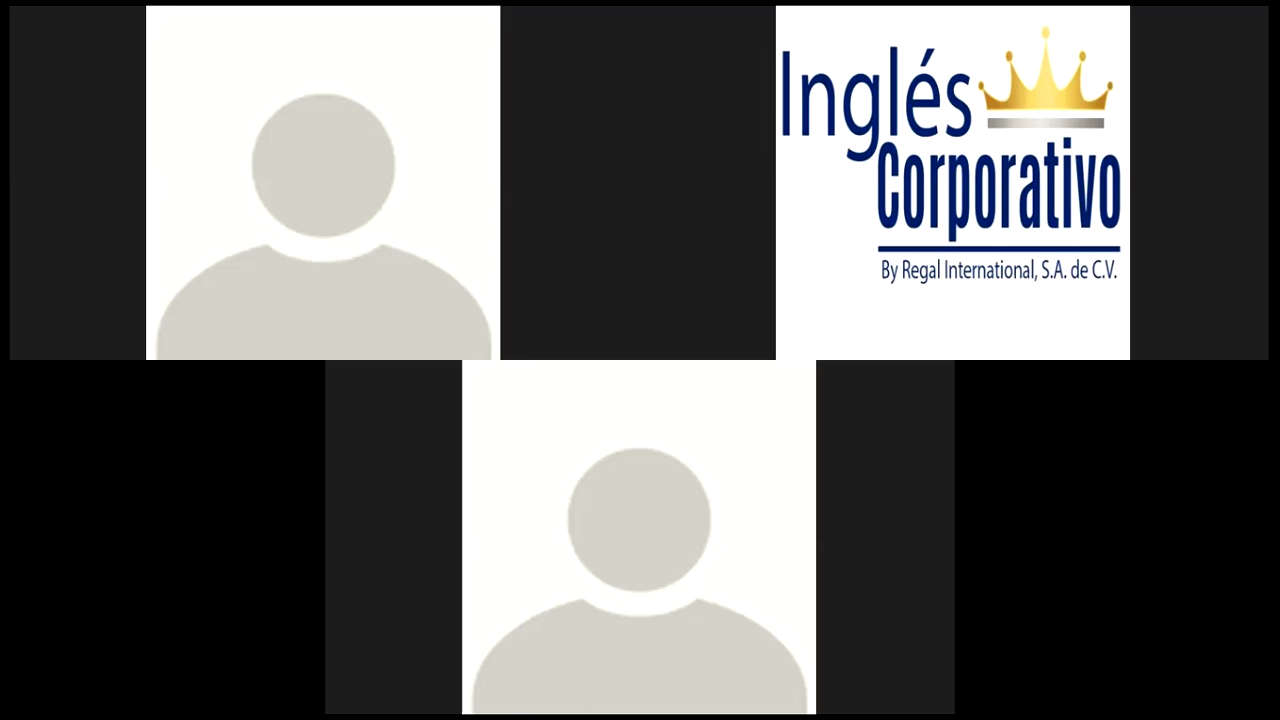 Inglés
Corporativo
By Regal International, S.A. de C.V.